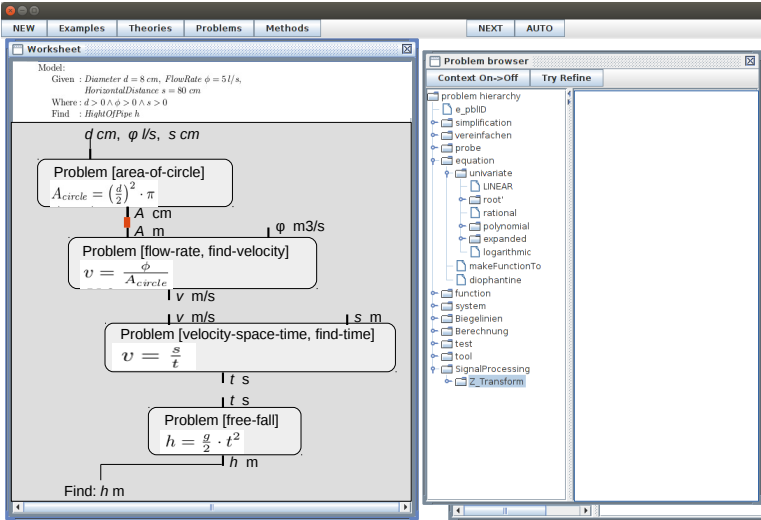 NEW Examples Theories Problems Methods NEXT AUTO
Worksheet
Model:
Given : Diameter d = 8 cm, FlowRate ϕ = 5 l/s,
HorizontalDistance s = 80 cm
Where : d > 0 ∧ ϕ > 0 ∧ s > 0
Find : HightOfPipe h
d cm, φ l/s, s cm
Problem [area-of-circle]
A_circle = (d/2)^2 · π
A cm
A m
φ m3/s
Problem [flow-rate, find-velocity]
v = ϕ/A_circle
v m/s
v m/s
s m
Problem [velocity-space-time, find-time]
v = s/t
t s
t s
Problem [free-fall]
h = g/2 · t^2
h m
Find: h m
Problem browser
Context On->Off Try Refine
problem hierarchy
e_pblID
simplification
vereinfachen
probe
equation
univariate
LINEAR
root'
rational
polynomial
expanded
logarithmic
makeFunctionTo
diophantine
function
system
Biegelinien
Berechnung
test
tool
SignalProcessing
Z_Transform